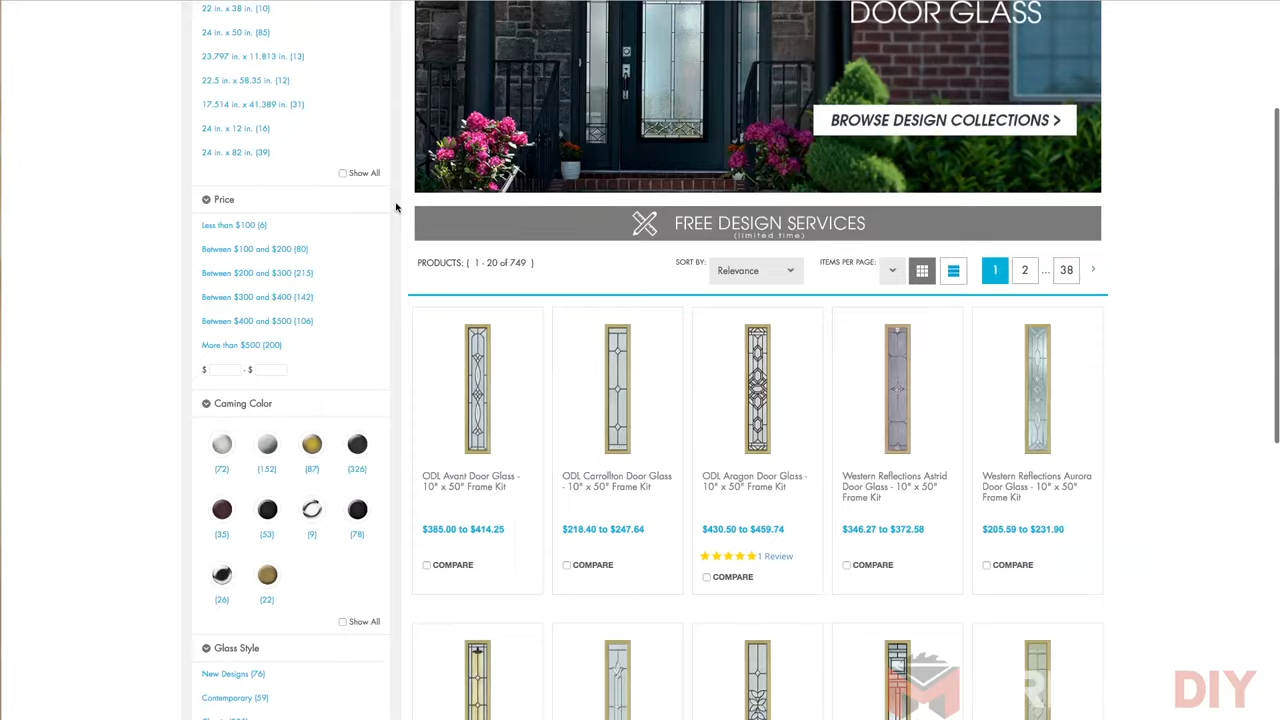 22 in. x 38 in. (10)
24 in. x 50 in. (85)
23.797 in. x 11.813 in. (13)
22.5 in. x 58.35 in. (12)
17.514 in. x 41.389 in. (31)
24 in. x 12 in. (16)
24 in. x 82 in. (39)
Show All
Price
Less than $100 (6)
Between $100 and $200 (80)
Between $200 and $300 (215)
Between $300 and $400 (142)
Between $400 and $500 (106)
More than $500 (200)
$ - $
Caming Color
(72) (152) (87) (326)
(35) (53) (9) (78)
(26) (22)
Show All
Glass Style
New Designs (76)
Contemporary (59)
DOOR GLASS
BROWSE DESIGN COLLECTIONS >
FREE DESIGN SERVICES
(limited time)
PRODUCTS: ( 1 - 20 of 749 )
SORT BY: Relevance
ITEMS PER PAGE:
1 2 ... 38 >
ODL Avant Door Glass -
10" x 50" Frame Kit
$385.00 to $414.25
COMPARE
ODL Carrollton Door Glass
- 10" x 50" Frame Kit
$218.40 to $247.64
COMPARE
ODL Aragon Door Glass -
10" x 50" Frame Kit
$430.50 to $459.74
1 Review
COMPARE
Western Reflections Astrid
Door Glass - 10" x 50"
Frame Kit
$346.27 to $372.58
COMPARE
Western Reflections Aurora
Door Glass - 10" x 50"
Frame Kit
$205.59 to $231.90
COMPARE
DIY